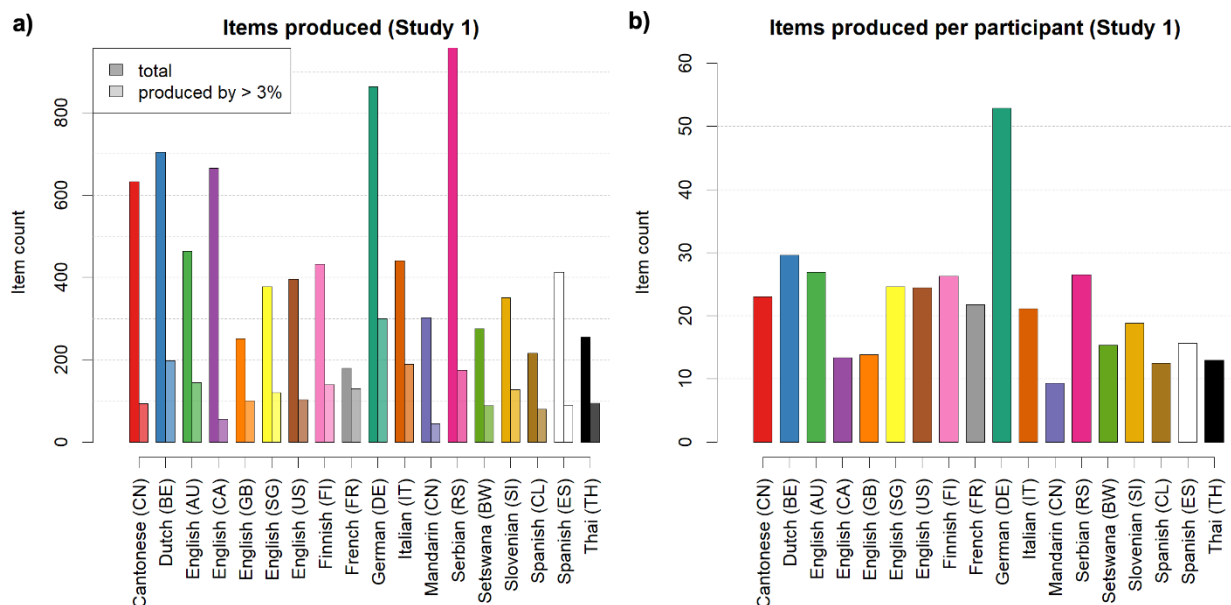 a)
Items produced (Study 1)
total
produced by > 3%
Item count
0
200
400
600
800
Cantonese (CN)
Dutch (BE)
English (AU)
English (CA)
English (GB)
English (SG)
English (US)
Finnish (FI)
French (FR)
German (DE)
Italian (IT)
Mandarin (CN)
Serbian (RS)
Setswana (BW)
Slovenian (SI)
Spanish (CL)
Spanish (ES)
Thai (TH)
b)
Items produced per participant (Study 1)
Item count
0
10
20
30
40
50
60
Cantonese (CN)
Dutch (BE)
English (AU)
English (CA)
English (GB)
English (SG)
English (US)
Finnish (FI)
French (FR)
German (DE)
Italian (IT)
Mandarin (CN)
Serbian (RS)
Setswana (BW)
Slovenian (SI)
Spanish (CL)
Spanish (ES)
Thai (TH)